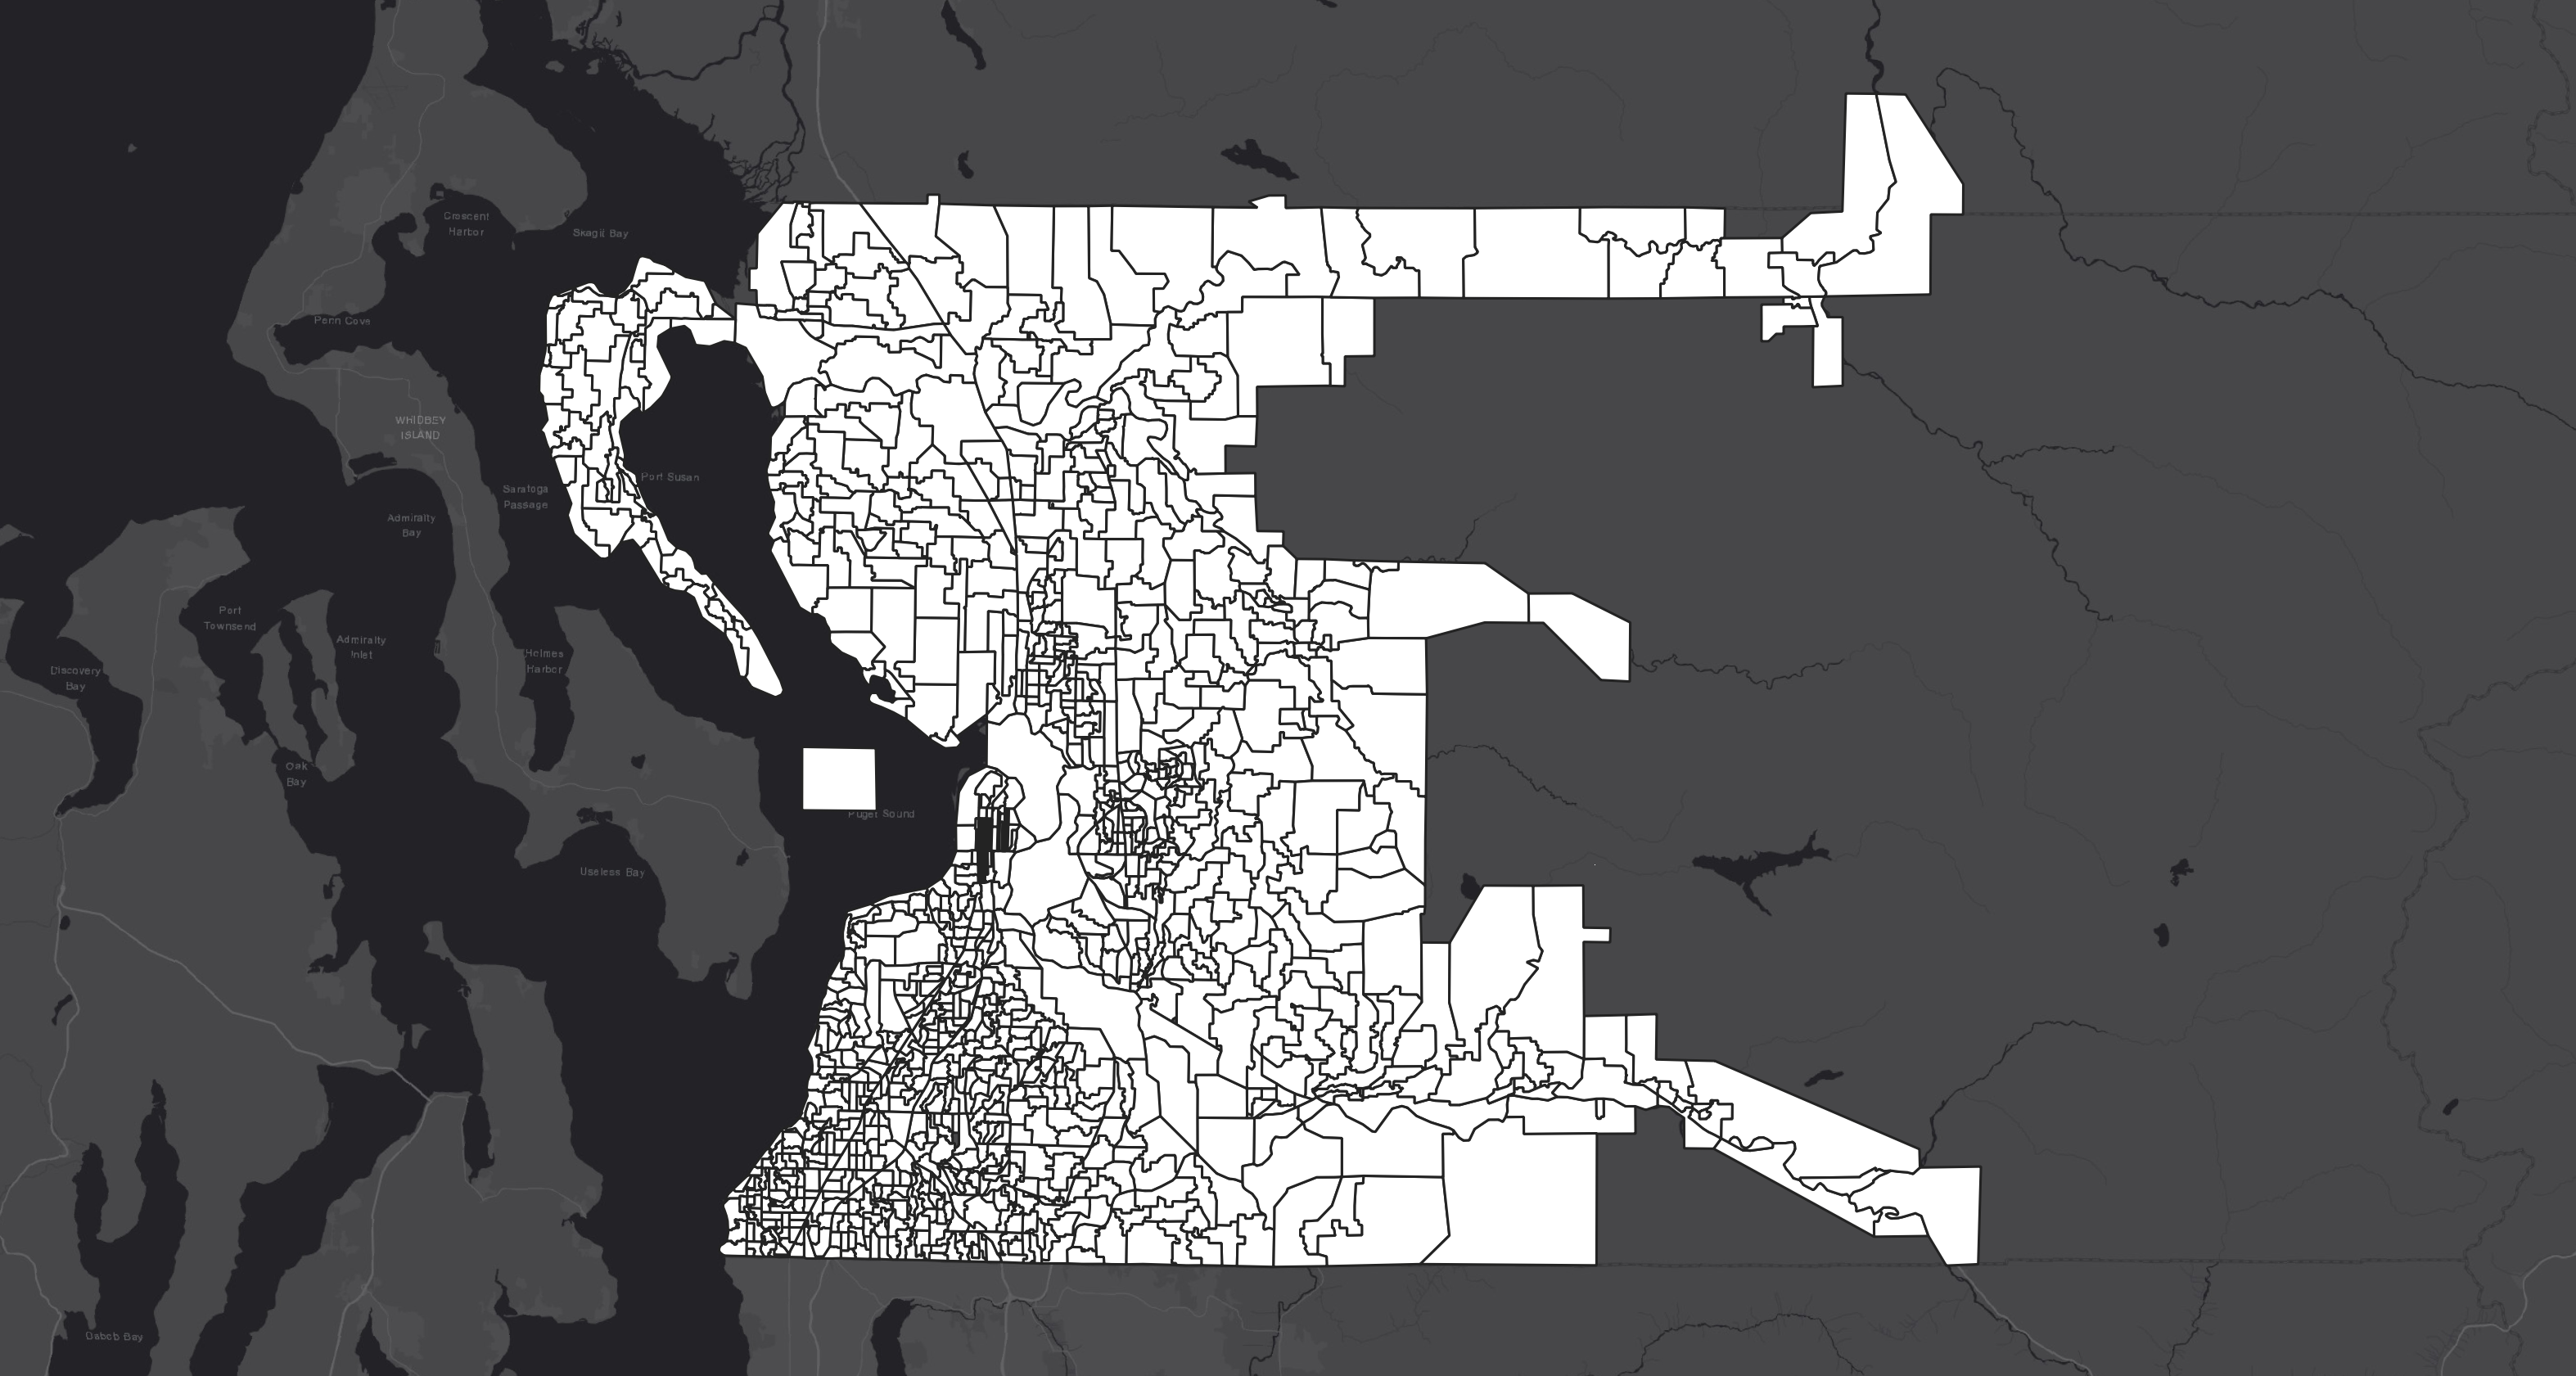 Crescent
Harbor
Skagit Bay
Penn Cove
WHIDBEY
ISLAND
Port Susan
Saratoga
Passage
Admiralty
Bay
Port
Townsend
Admiralty
Inlet
Holmes
Harbor
Discovery
Bay
Oak
Bay
Puget Sound
Useless Bay
Dabob Bay